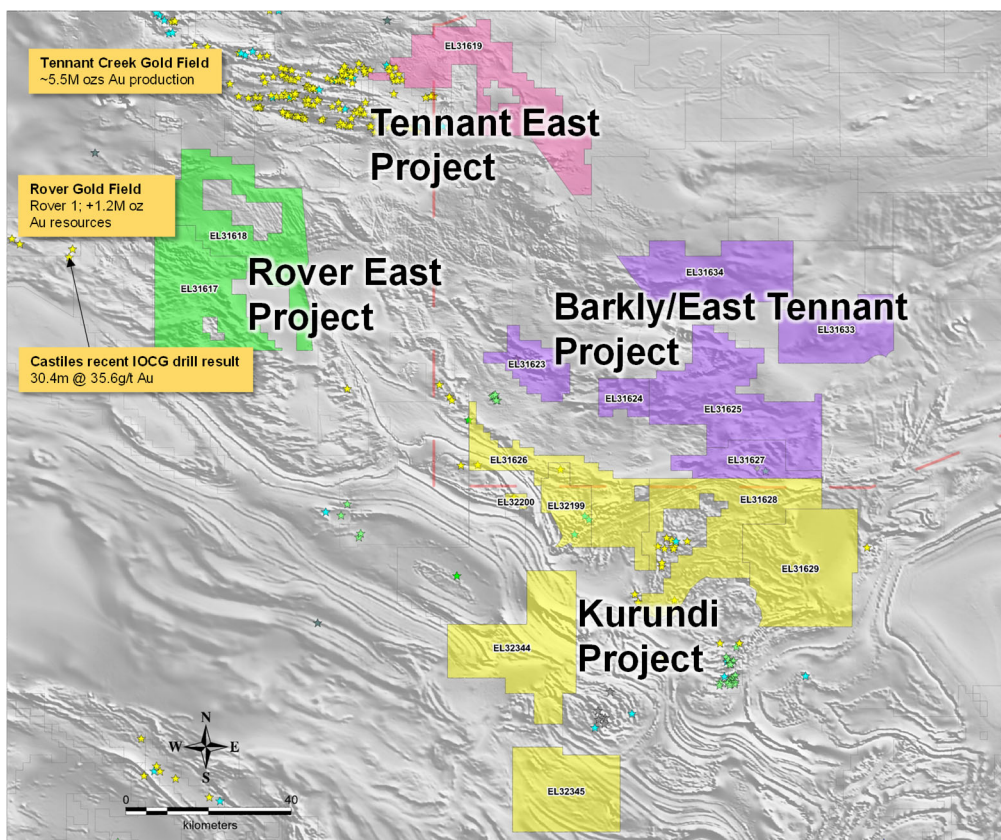 EL31619
Tennant Creek Gold Field
~5.5M ozs Au production
Tennant East
Project
Rover Gold Field
Rover 1; +1.2M oz
Au resources
EL31618
EL31617
Rover East
Project
EL31634
Barkly/East Tennant
Project
EL31633
Castiles recent IOCG drill result
30.4m @ 35.6g/t Au
EL31623
EL31624
EL31625
EL31626
EL31627
EL32200
EL32199
EL31628
EL31629
Kurundi
Project
EL32344
N
W
E
S
EL32345
0
40
kilometers